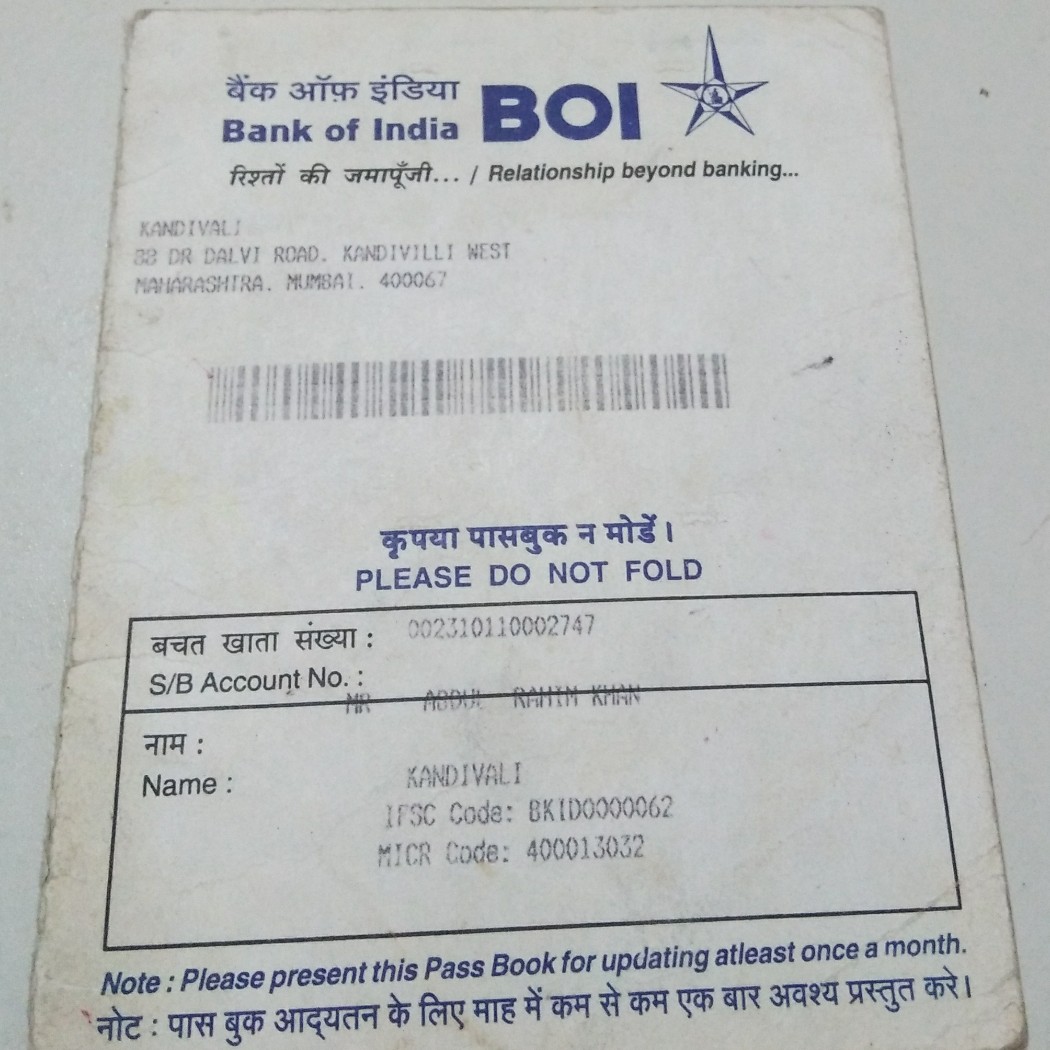 बैंक ऑफ़ इंडिया
Bank of India BOI
रिश्तों की जमापूँजी... / Relationship beyond banking...
KANDIVALI
88 DR DALVI ROAD. KANDIVILLI WEST
MAHARASHTRA. MUMBAI. 400067
कृपया पासबुक न मोडें।
PLEASE DO NOT FOLD
बचत खाता संख्या : 002310110002747
S/B Account No. :
MR ABDUL RAHIM KHAN
नाम :
Name : KANDIVALI
IFSC Code: BKID0000062
MICR Code: 400013032
Note : Please present this Pass Book for updating atleast once a month.
नोट : पास बुक आद्यतन के लिए माह में कम से कम एक बार अवश्य प्रस्तुत करे।